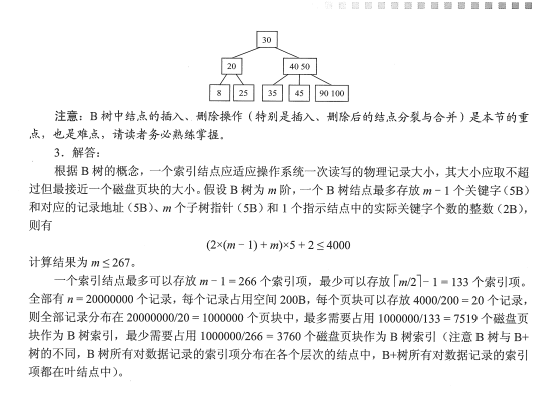 30
20
40 50
8
25
35
45
90 100
注意：B 树中结点的插入、删除操作（特别是插入、删除后的结点分裂与合并）是本节的重
点，也是难点，请读者务必熟练掌握。
3．解答：
根据 B 树的概念，一个索引结点应适应操作系统一次读写的物理记录大小，其大小应取不超
过但最接近一个磁盘页块的大小。假设 B 树为 m 阶，一个 B 树结点最多存放 m − 1 个关键字（5B）
和对应的记录地址（5B）、m 个子树指针（5B）和 1 个指示结点中的实际关键字个数的整数（2B），
则有
(2×(m − 1) + m)×5 + 2 ≤ 4000
计算结果为 m ≤ 267。
一个索引结点最多可以存放 m − 1 = 266 个索引项，最少可以存放⌈m/2⌉− 1 = 133 个索引项。
全部有 n = 20000000 个记录，每个记录占用空间 200B，每个页块可以存放 4000/200 = 20 个记录，
则全部记录分布在 20000000/20 = 1000000 个页块中，最多需要占用 1000000/133 = 7519 个磁盘页
块作为 B 树索引，最少需要占用 1000000/266 = 3760 个磁盘页块作为 B 树索引（注意 B 树与 B+
树的不同，B 树所有对数据记录的索引项分布在各个层次的结点中，B+树所有对数据记录的索引
项都在叶结点中）。